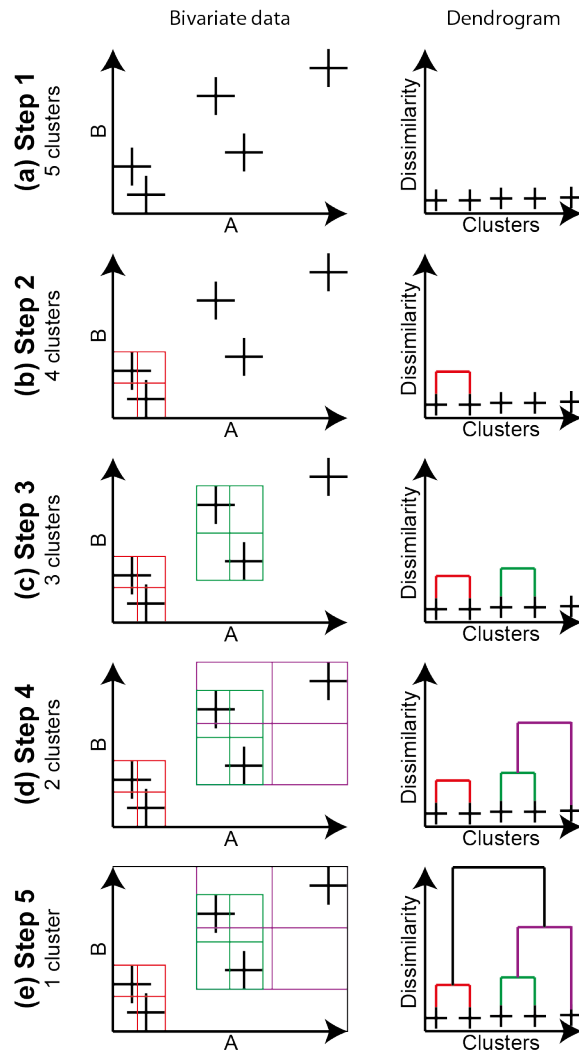 Bivariate data
Dendrogram
(a) Step 1
5 clusters
B
A
Dissimilarity
Clusters
(b) Step 2
4 clusters
B
A
Dissimilarity
Clusters
(c) Step 3
3 clusters
B
A
Dissimilarity
Clusters
(d) Step 4
2 clusters
B
A
Dissimilarity
Clusters
(e) Step 5
1 cluster
B
A
Dissimilarity
Clusters